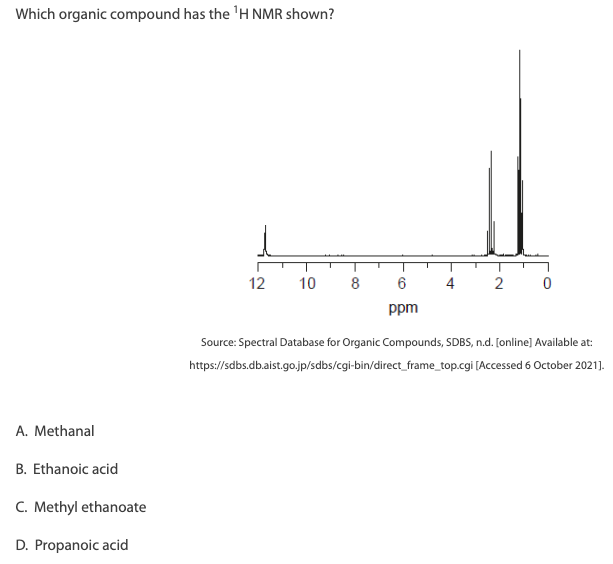 Which organic compound has the ¹H NMR shown?
12 10 8 6 4 2 0
ppm
Source: Spectral Database for Organic Compounds, SDBS, n.d. [online] Available at:
https://sdbs.db.aist.go.jp/sdbs/cgi-bin/direct_frame_top.cgi [Accessed 6 October 2021].
A. Methanal
B. Ethanoic acid
C. Methyl ethanoate
D. Propanoic acid